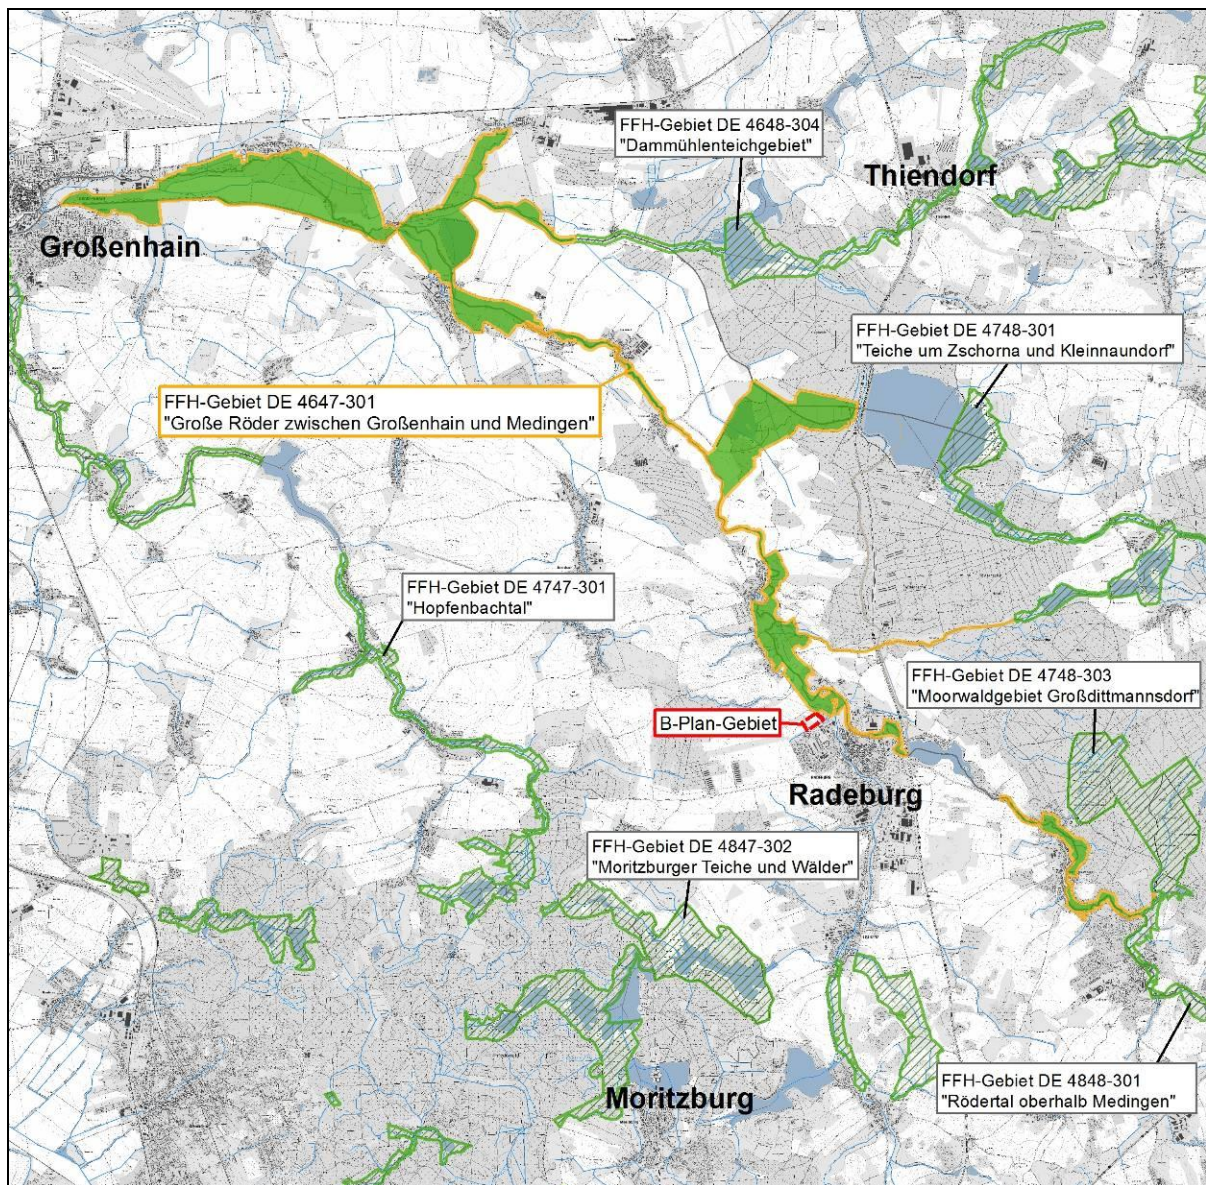 FFH-Gebiet DE 4648-304
"Dammühlenteichgebiet"
Thiendorf
Großenhain
FFH-Gebiet DE 4748-301
"Teiche um Zschorna und Kleinnaundorf"
FFH-Gebiet DE 4647-301
"Große Röder zwischen Großenhain und Medingen"
FFH-Gebiet DE 4747-301
"Hopfenbachtal"
FFH-Gebiet DE 4748-303
"Moorwaldgebiet Großdittmannsdorf"
B-Plan-Gebiet
Radeburg
FFH-Gebiet DE 4847-302
"Moritzburger Teiche und Wälder"
FFH-Gebiet DE 4848-301
"Rödertal oberhalb Medingen"
Moritzburg